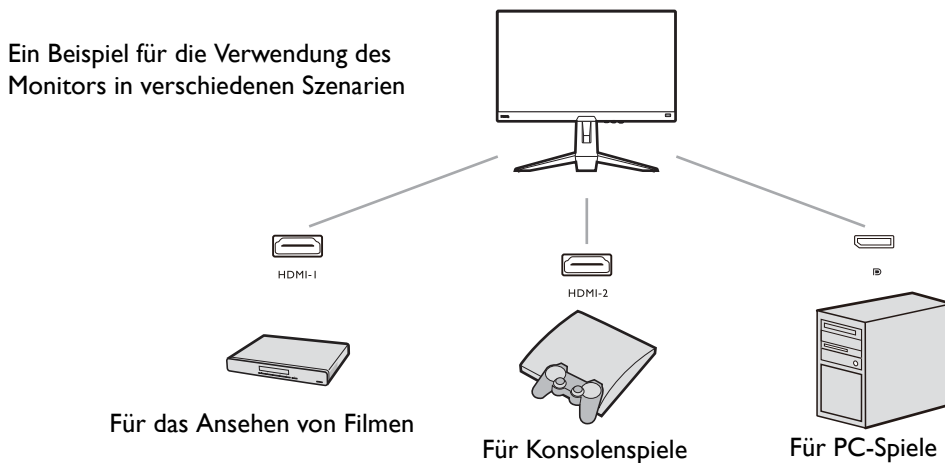 Ein Beispiel für die Verwendung des
Monitors in verschiedenen Szenarien
HDMI-1
HDMI-2
Für das Ansehen von Filmen
Für Konsolenspiele
Für PC-Spiele